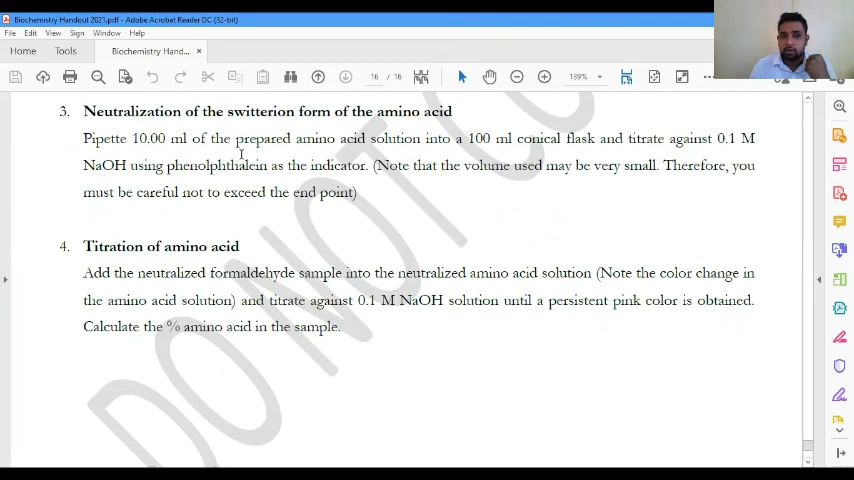 Biochemistry Handout 2021.pdf - Adobe Acrobat Reader DC (32-bit)
File Edit View Sign Window Help
Home Tools Biochemistry Hand... ×
16 / 16 139%
3. Neutralization of the switterion form of the amino acid
Pipette 10.00 ml of the prepared amino acid solution into a 100 ml conical flask and titrate against 0.1 M
NaOH using phenolphthalein as the indicator. (Note that the volume used may be very small. Therefore, you
must be careful not to exceed the end point)
4. Titration of amino acid
Add the neutralized formaldehyde sample into the neutralized amino acid solution (Note the color change in
the amino acid solution) and titrate against 0.1 M NaOH solution until a persistent pink color is obtained.
Calculate the % amino acid in the sample.
DO NOT CO